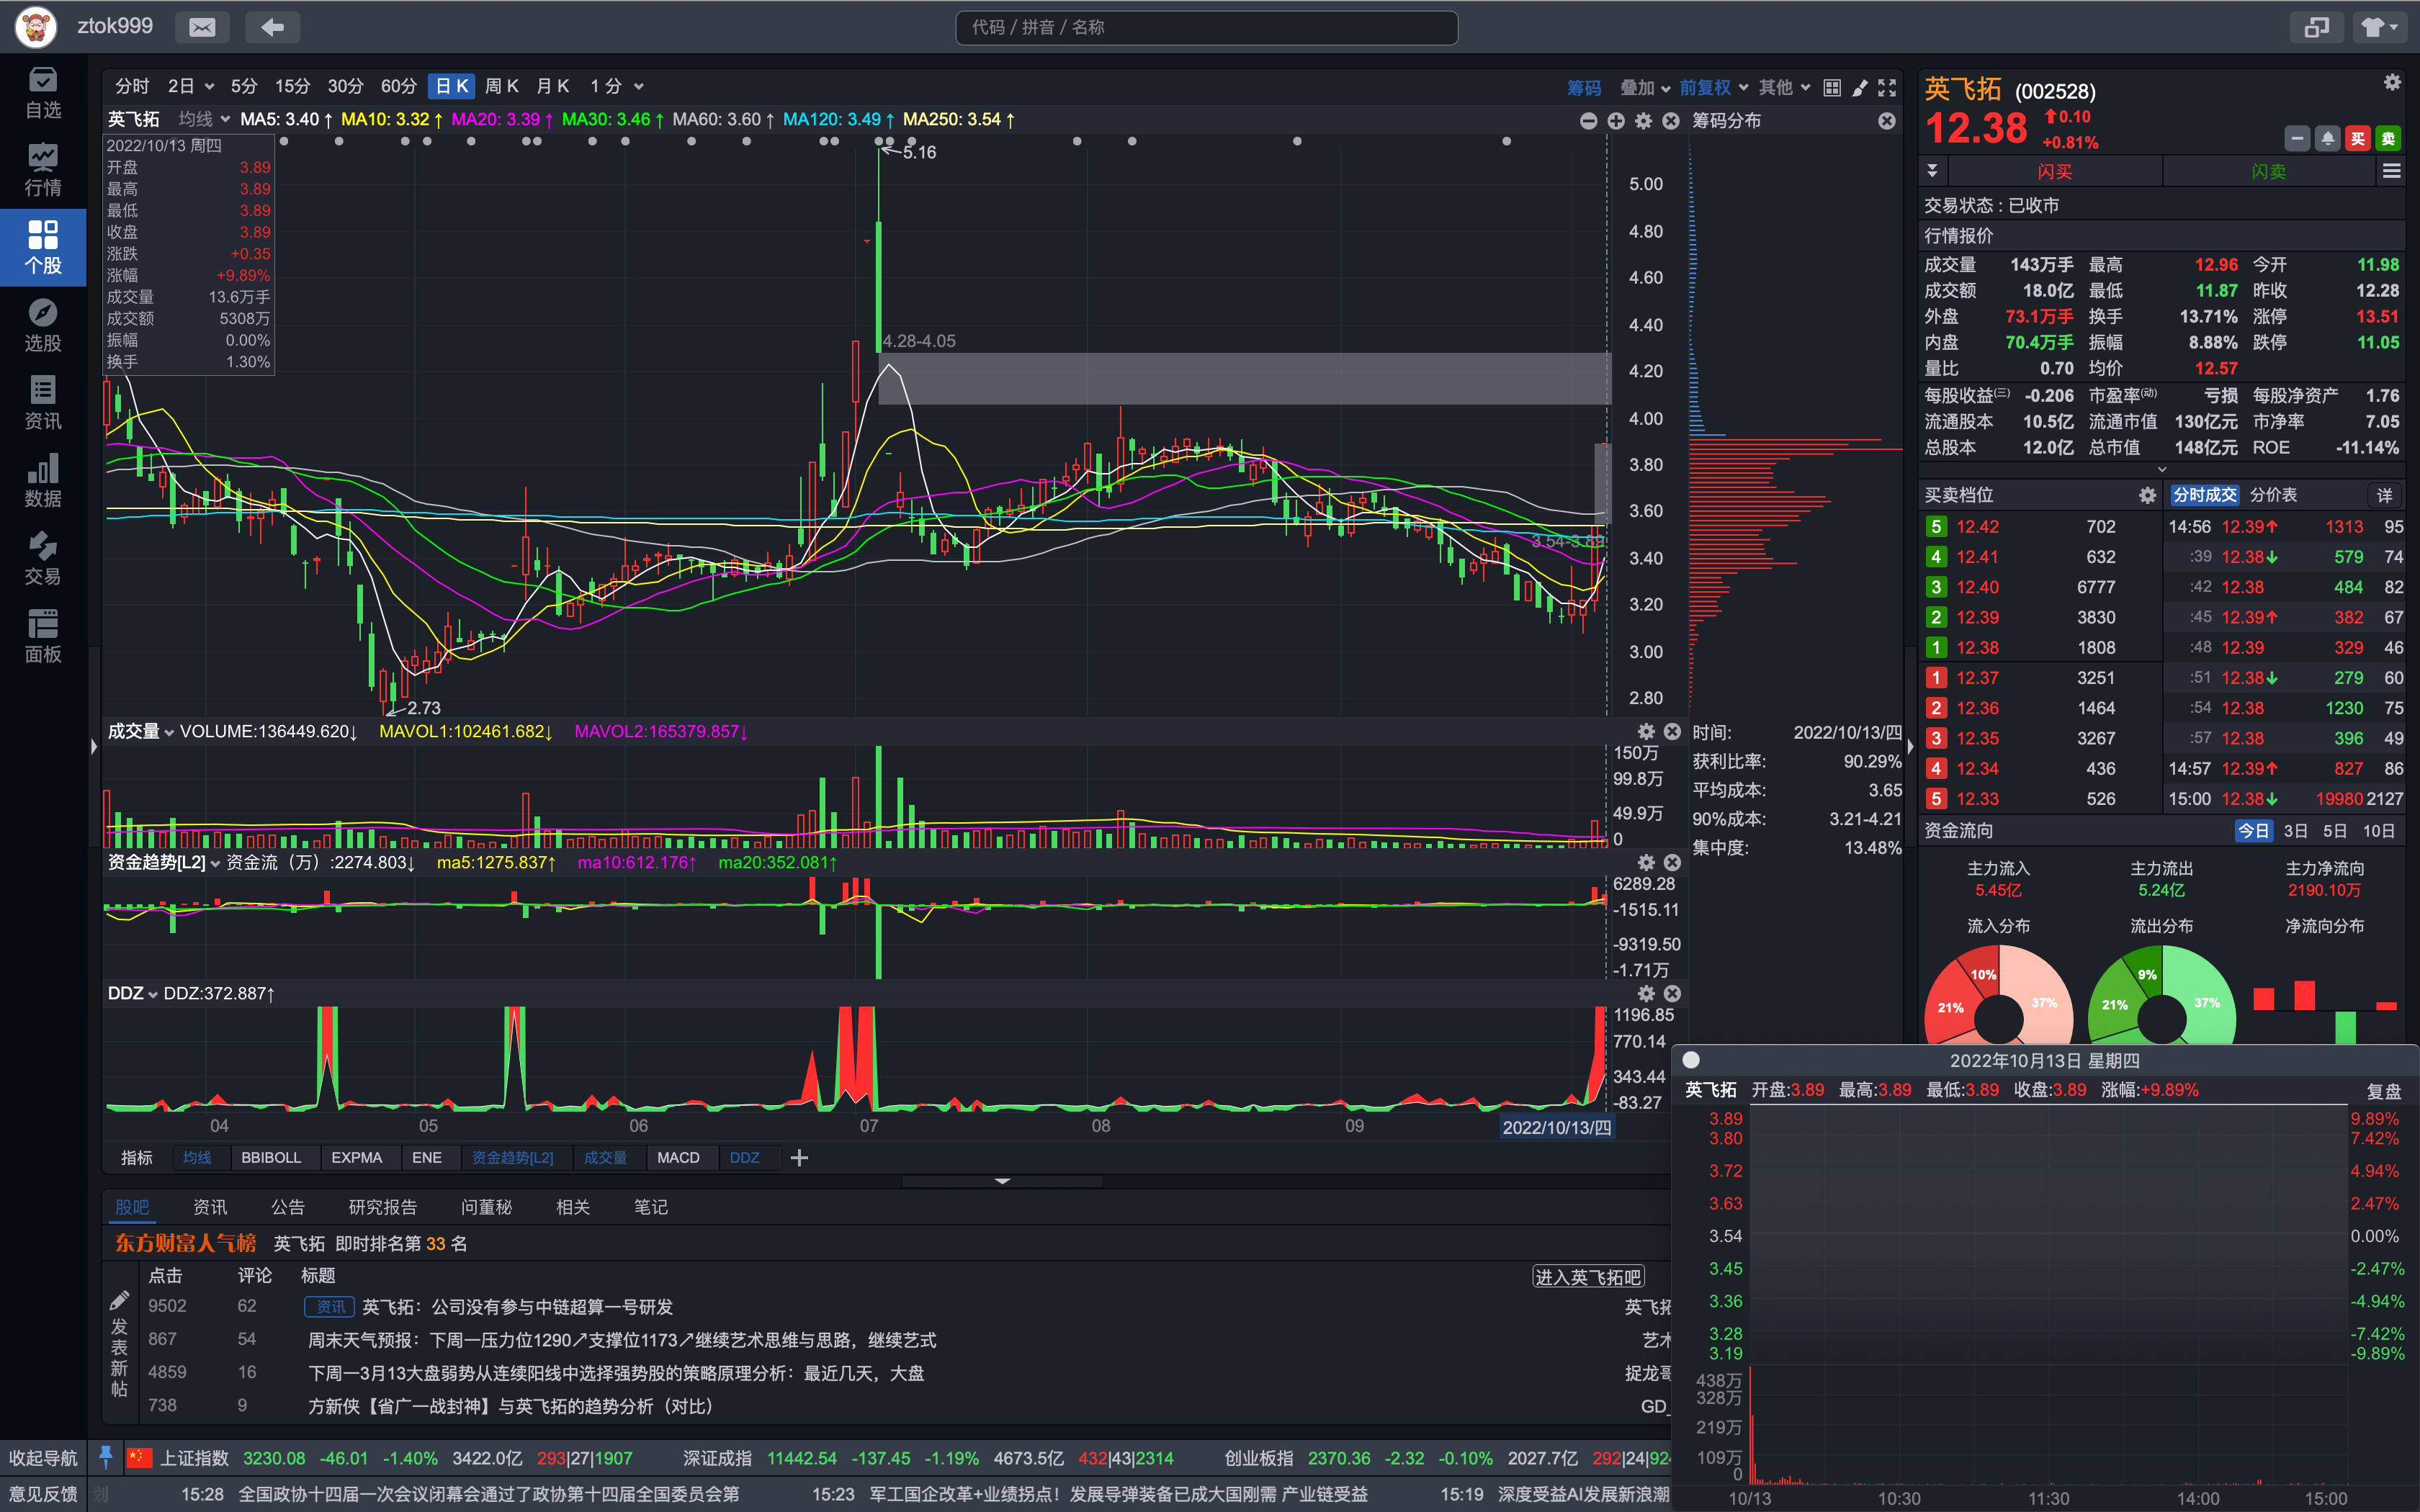 ztok999
代码 / 拼音 / 名称
自选
行情
个股
选股
资讯
数据
交易
面板
分时 2日 5分 15分 30分 60分 日K 周K 月K 1分 筹码 叠加 前复权 其他
英飞拓 均线 MA5: 3.40↑ MA10: 3.32↑ MA20: 3.39↑ MA30: 3.46↑ MA60: 3.60↑ MA120: 3.49↑ MA250: 3.54↑ 筹码分布
2022/10/13 周四
开盘 3.89
最高 3.89
最低 3.89
收盘 3.89
涨跌 +0.35
涨幅 +9.89%
成交量 13.6万手
成交额 5308万
振幅 0.00%
换手 1.30%
5.16
4.28-4.05
3.54-3.89
2.73
5.00
4.80
4.60
4.40
4.20
4.00
3.80
3.60
3.40
3.20
3.00
2.80
成交量 VOLUME:136449.620↓ MAVOL1:102461.682↓ MAVOL2:165379.857↓
150万
99.8万
49.9万
0
资金趋势[L2] 资金流（万）:2274.803↓ ma5:1275.837↑ ma10:612.176↑ ma20:352.081↑
6289.28
-1515.11
-9319.50
-1.71万
DDZ DDZ:372.887↑
1196.85
770.14
343.44
-83.27
04 05 06 07 08 09 2022/10/13/四
指标 均线 BBIBOLL EXPMA ENE 资金趋势[L2] 成交量 MACD DDZ
时间: 2022/10/13/四
获利比率: 90.29%
平均成本: 3.65
90%成本: 3.21-4.21
集中度: 13.48%
股吧 资讯 公告 研究报告 问董秘 相关 笔记
东方财富人气榜 英飞拓 即时排名第 33 名
点击 评论 标题 进入英飞拓吧
发表新帖
9502 62 资讯 英飞拓：公司没有参与中链超算一号研发 英飞拓
867 54 周末天气预报：下周一压力位1290↗支撑位1173↗继续艺术思维与思路，继续艺式 艺术
4859 16 下周一3月13大盘弱势从连续阳线中选择强势股的策略原理分析：最近几天，大盘 捉龙哥
738 9 方新侠【省广一战封神】与英飞拓的趋势分析（对比） GD_
英飞拓 (002528)
12.38 ↑0.10
+0.81%
买 卖
闪买 闪卖
交易状态：已收市
行情报价
成交量 143万手 最高 12.96 今开 11.98
成交额 18.0亿 最低 11.87 昨收 12.28
外盘 73.1万手 换手 13.71% 涨停 13.51
内盘 70.4万手 振幅 8.88% 跌停 11.05
量比 0.70 均价 12.57
每股收益(三) -0.206 市盈率(动) 亏损 每股净资产 1.76
流通股本 10.5亿 流通市值 130亿元 市净率 7.05
总股本 12.0亿 总市值 148亿元 ROE -11.14%
买卖档位 分时成交 分价表 详
5 12.42 702 14:56 12.39↑ 1313 95
4 12.41 632 :39 12.38↓ 579 74
3 12.40 6777 :42 12.38 484 82
2 12.39 3830 :45 12.39↑ 382 67
1 12.38 1808 :48 12.39 329 46
1 12.37 3251 :51 12.38↓ 279 60
2 12.36 1464 :54 12.38 1230 75
3 12.35 3267 :57 12.38 396 49
4 12.34 436 14:57 12.39↑ 827 86
5 12.33 526 15:00 12.38↓ 19980 2127
资金流向 今日 3日 5日 10日
主力流入 主力流出 主力净流向
5.45亿 5.24亿 2190.10万
流入分布 流出分布 净流向分布
10% 37% 21%
9% 37% 21%
2022年10月13日 星期四
英飞拓 开盘:3.89 最高:3.89 最低:3.89 收盘:3.89 涨幅:+9.89% 复盘
3.89 9.89%
3.80 7.42%
3.72 4.94%
3.63 2.47%
3.54 0.00%
3.45 -2.47%
3.36 -4.94%
3.28 -7.42%
3.19 -9.89%
438万
328万
219万
109万
0
10/13 10:30 11:30 14:00 15:00
收起导航 上证指数 3230.08 -46.01 -1.40% 3422.0亿 293|27|1907 深证成指 11442.54 -137.45 -1.19% 4673.5亿 432|43|2314 创业板指 2370.36 -2.32 -0.10% 2027.7亿 292|24|924
意见反馈 划 15:28 全国政协十四届一次会议闭幕会通过了政协第十四届全国委员会第 15:23 军工国企改革+业绩拐点！发展导弹装备已成大国刚需 产业链受益 15:19 深度受益AI发展新浪潮